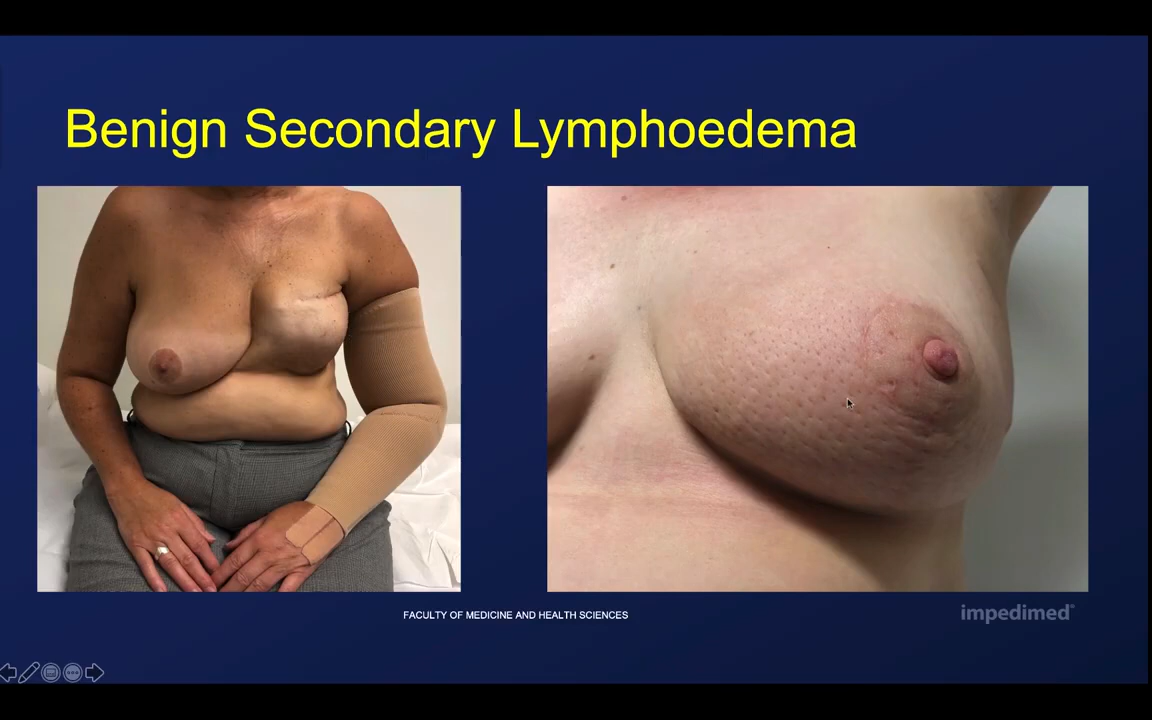 Benign Secondary Lymphoedema
FACULTY OF MEDICINE AND HEALTH SCIENCES
impedimed®